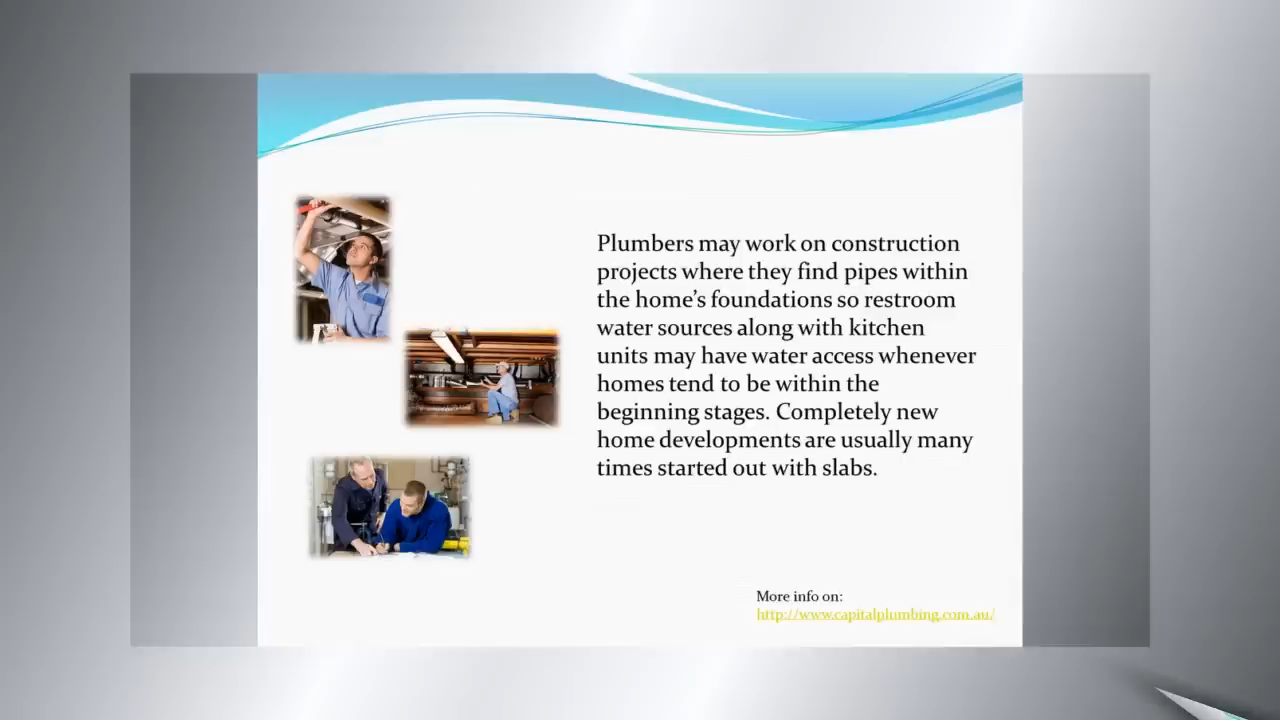 Plumbers may work on construction
projects where they find pipes within
the home's foundations so restroom
water sources along with kitchen
units may have water access whenever
homes tend to be within the
beginning stages. Completely new
home developments are usually many
times started out with slabs.
More info on:
http://www.capitalplumbing.com.au/